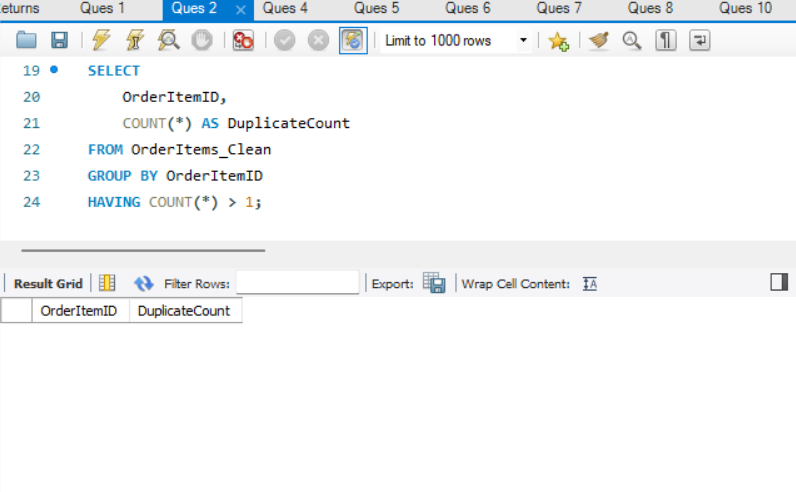 eturns Ques 1 Ques 2 Ques 4 Ques 5 Ques 6 Ques 7 Ques 8 Ques 10
Limit to 1000 rows
19 SELECT
20 OrderItemID,
21 COUNT(*) AS DuplicateCount
22 FROM OrderItems_Clean
23 GROUP BY OrderItemID
24 HAVING COUNT(*) > 1;
Result Grid Filter Rows: Export: Wrap Cell Content:
OrderItemID DuplicateCount